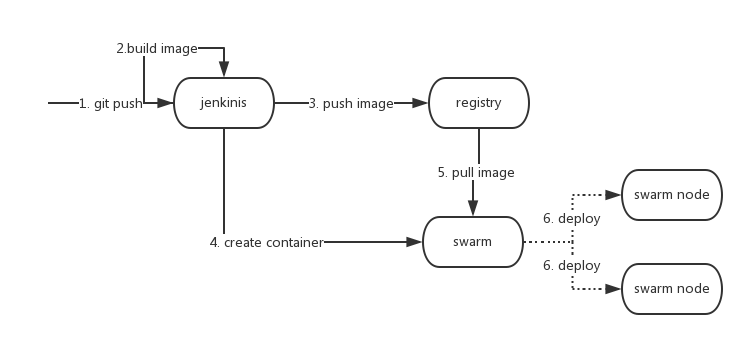 2.build image
1. git push
jenkinis
3. push image
registry
5. pull image
swarm node
6. deploy
4. create container
swarm
6. deploy
swarm node